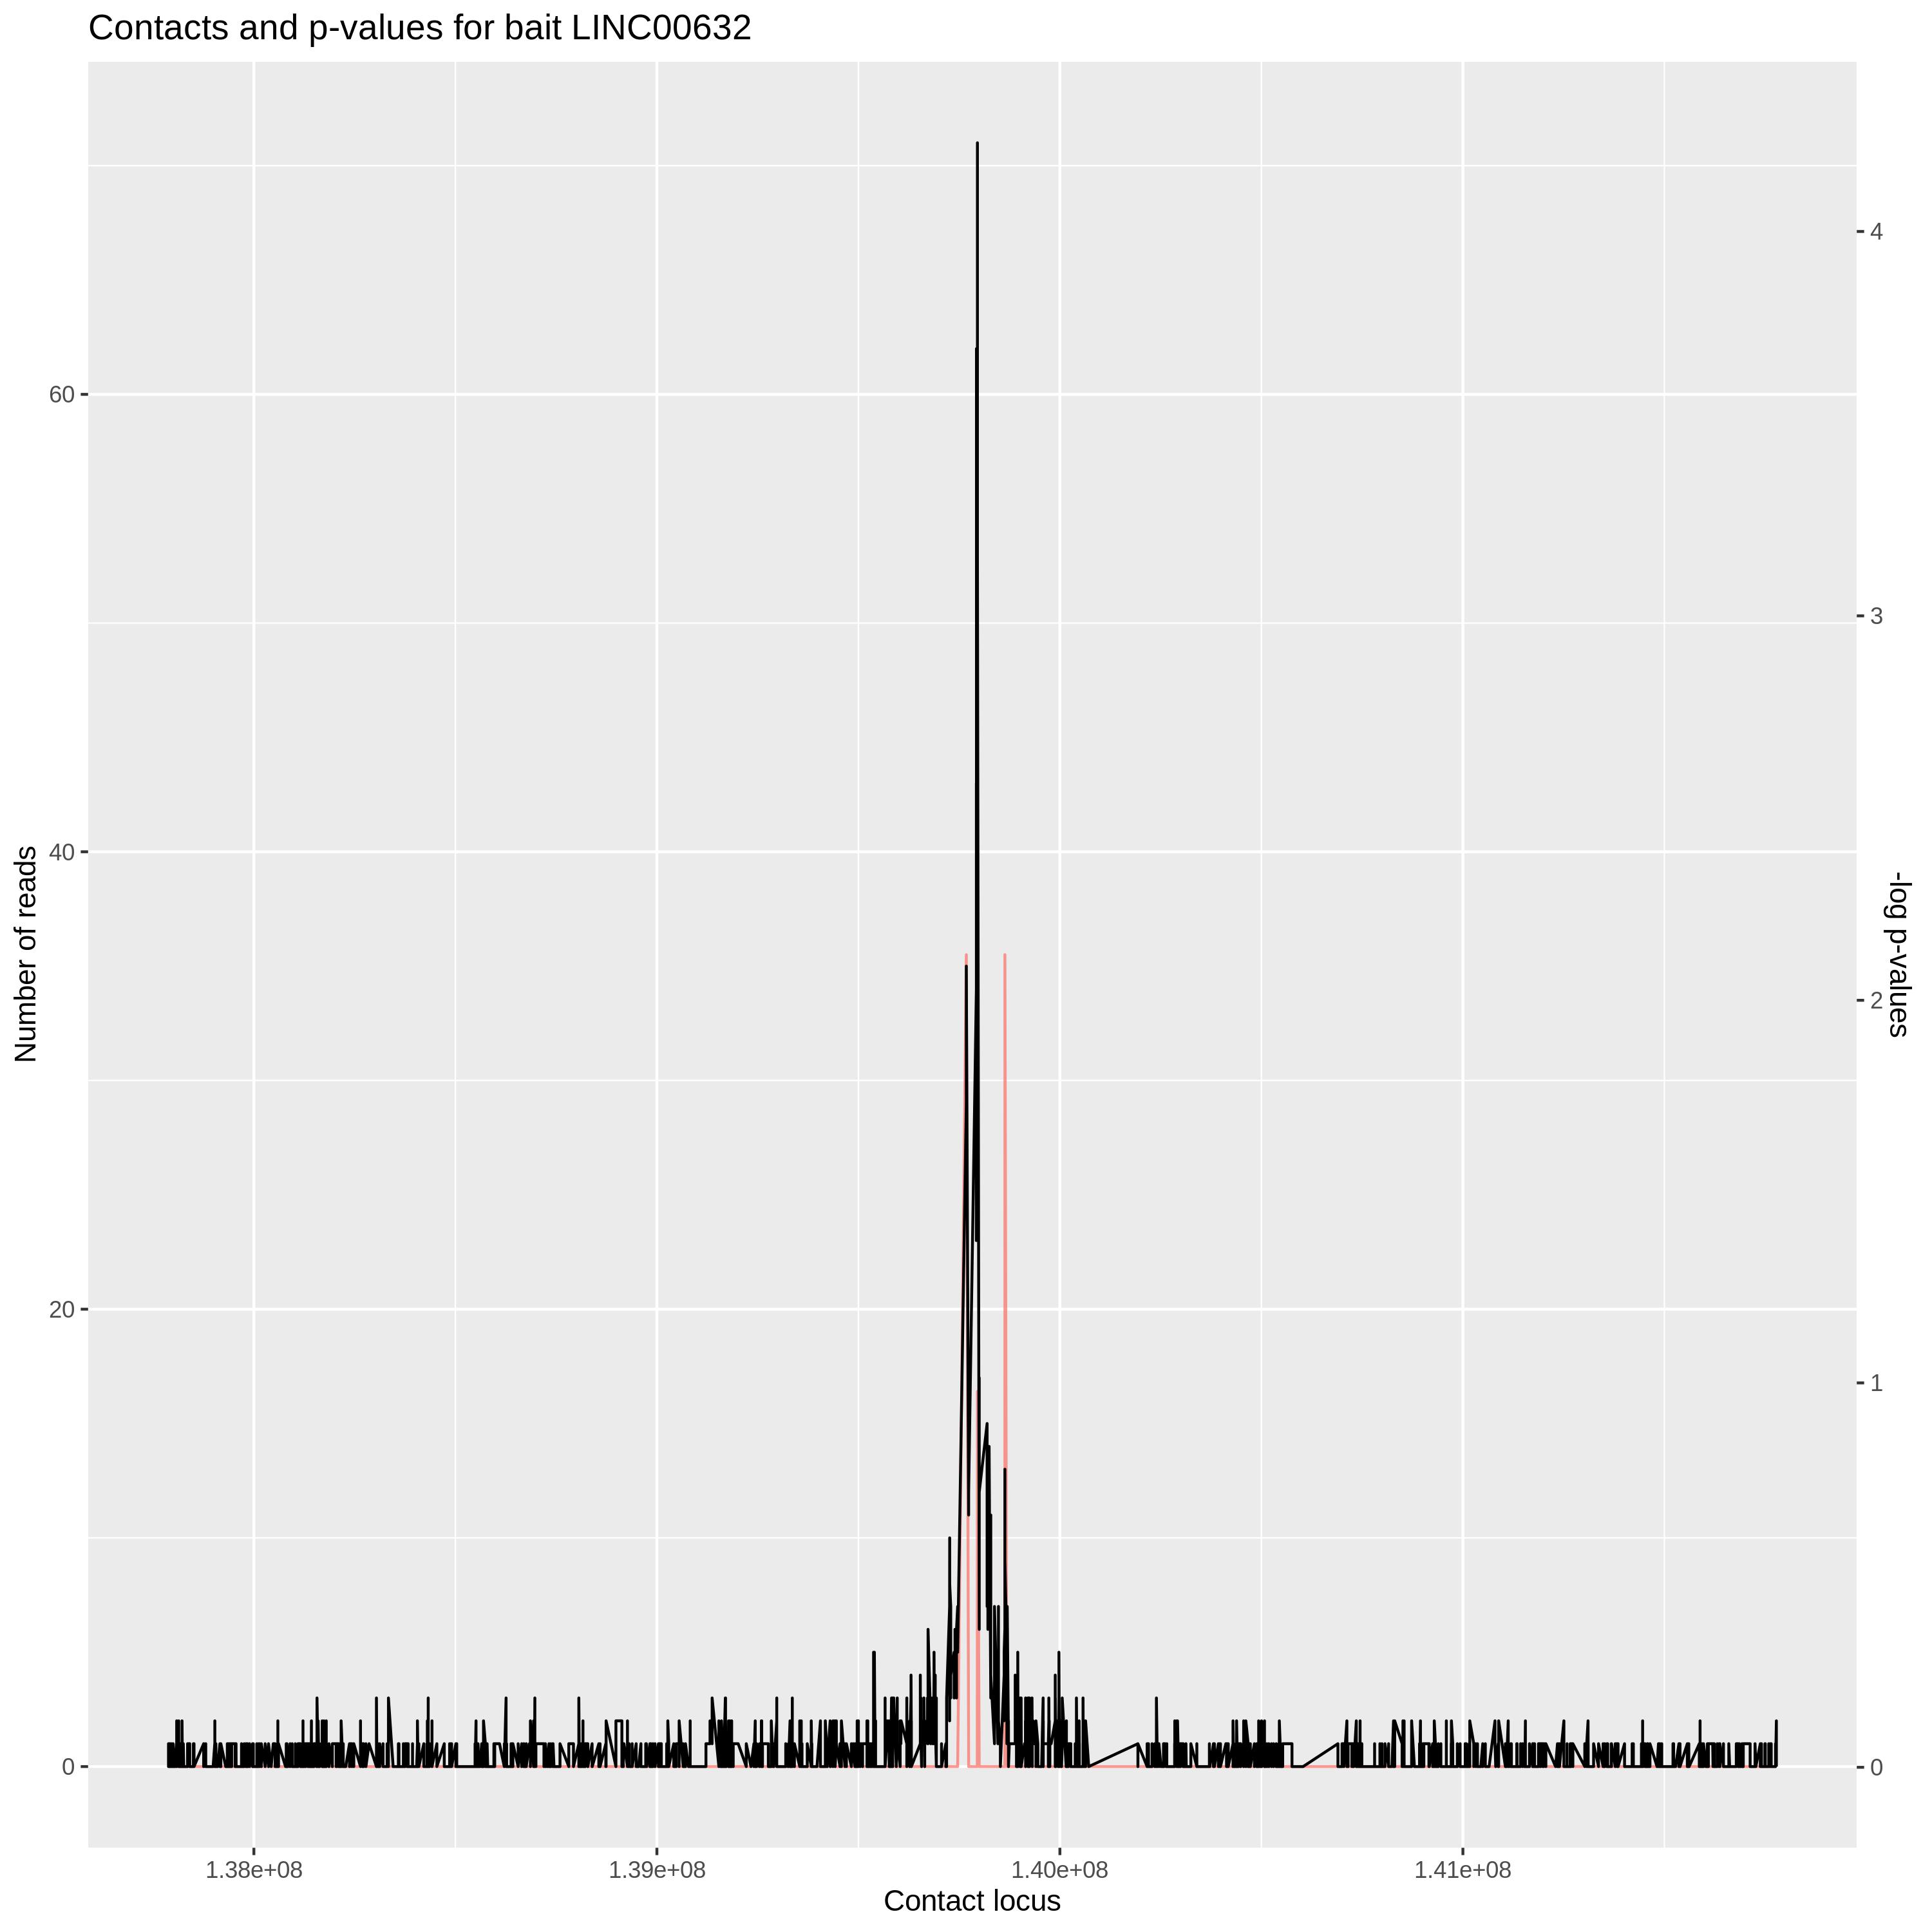 Contacts and p-values for bait LINC00632
Number of reads
60
40
20
0
4
3
2
1
0
-log p-values
1.38e+08 1.39e+08 1.40e+08 1.41e+08
Contact locus